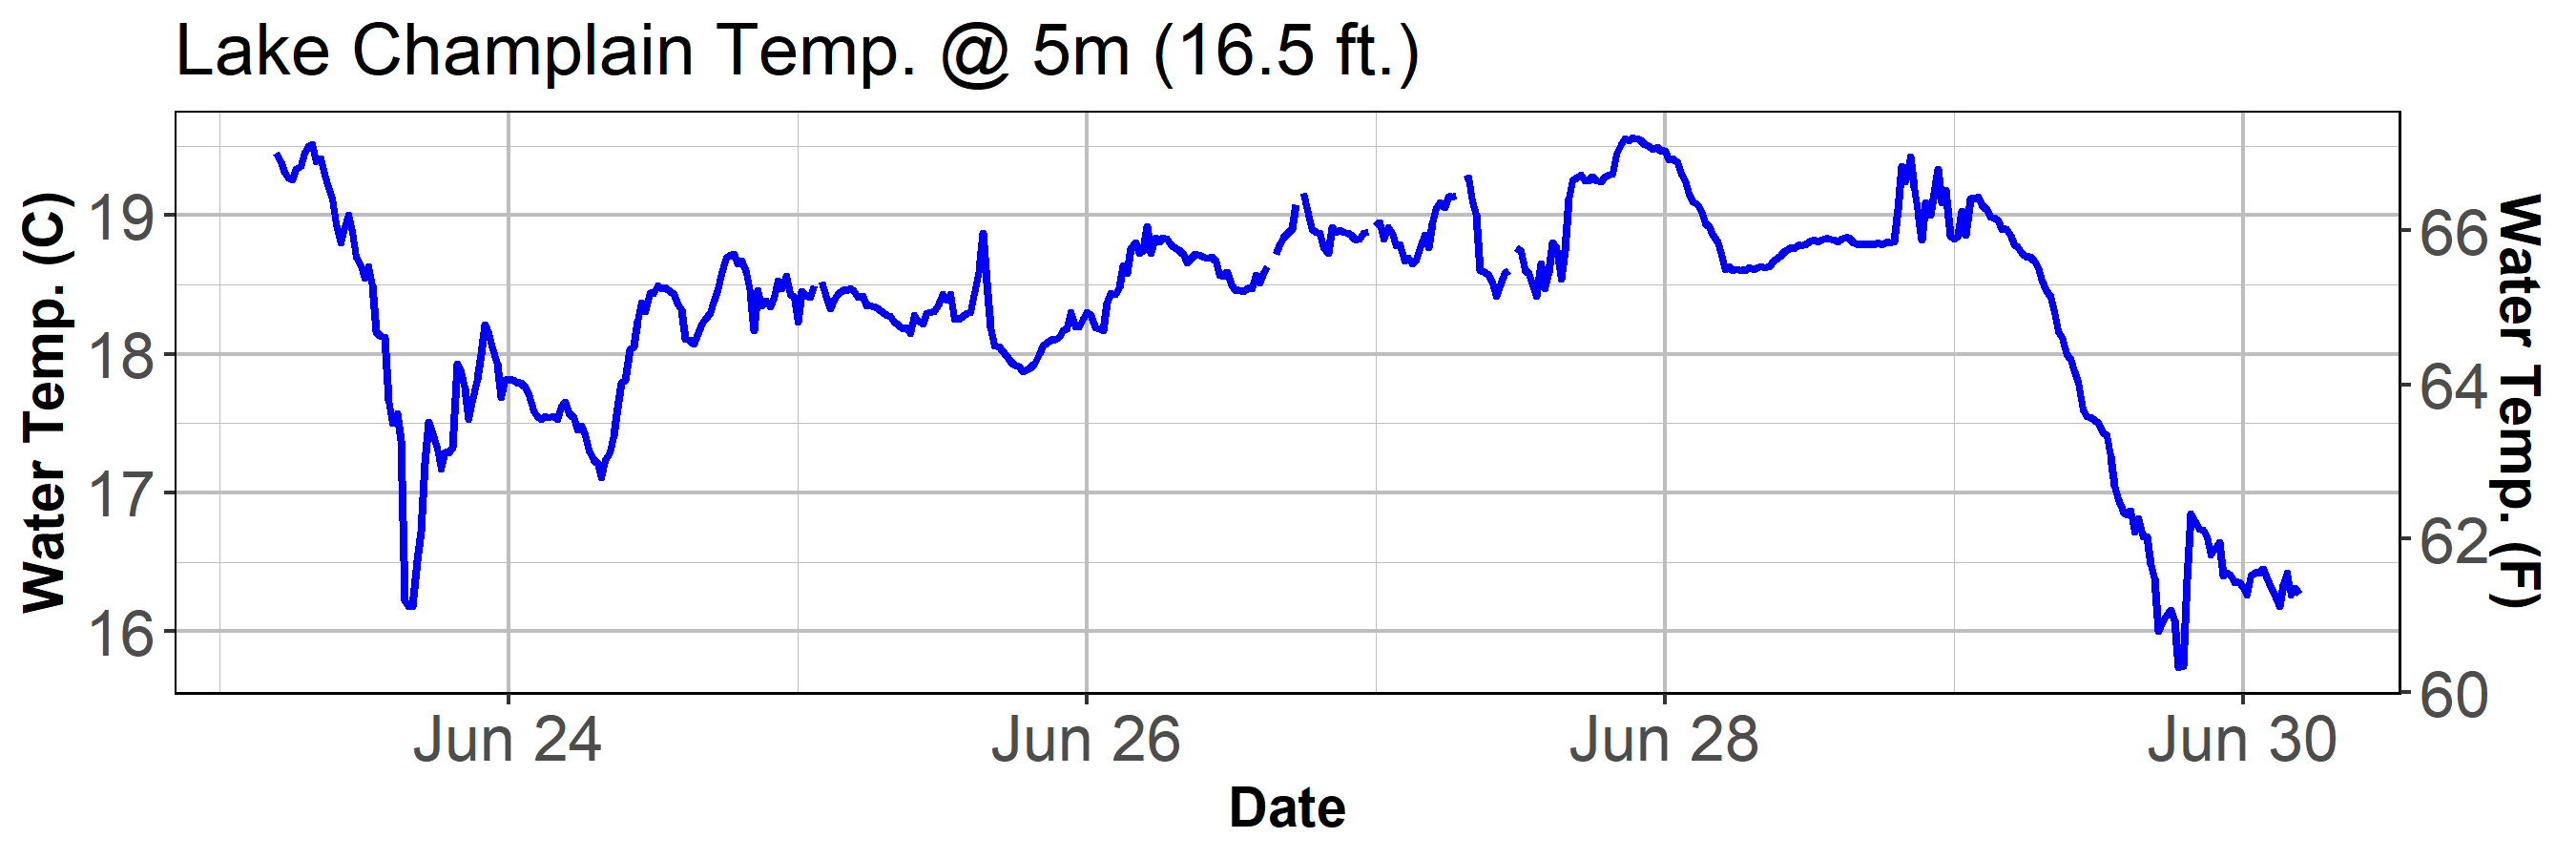 Lake Champlain Temp. @ 5m (16.5 ft.)
Water Temp. (C)
19
18
17
16
66
64
62
60
Water Temp. (F)
Jun 24
Jun 26
Jun 28
Jun 30
Date